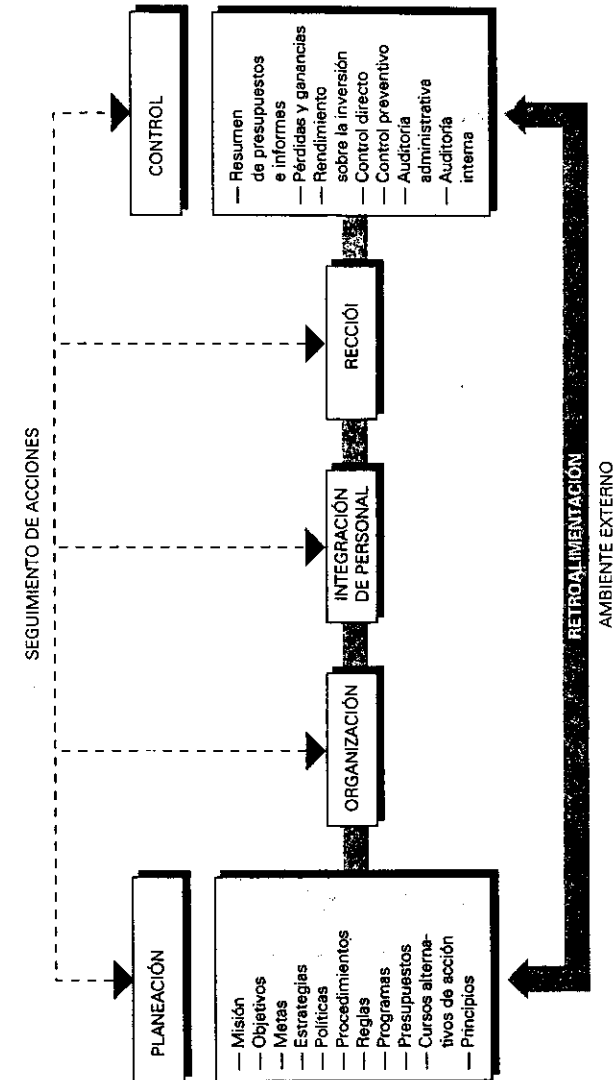 SEGUIMIENTO DE ACCIONES
PLANEACIÓN
— Misión
— Objetivos
— Metas
— Estrategias
— Políticas
— Procedimientos
— Reglas
— Programas
— Presupuestos
— Cursos alterna-
tivos de acción
— Principios
ORGANIZACIÓN
INTEGRACIÓN
DE PERSONAL
RECCIÓI
CONTROL
— Resumen
de presupuestos
e informes
— Pérdidas y ganancias
— Rendimiento
sobre la inversión
— Control directo
— Control preventivo
— Auditoría
administrativa
— Auditoría
interna
RETROALIMENTACIÓN
AMBIENTE EXTERNO